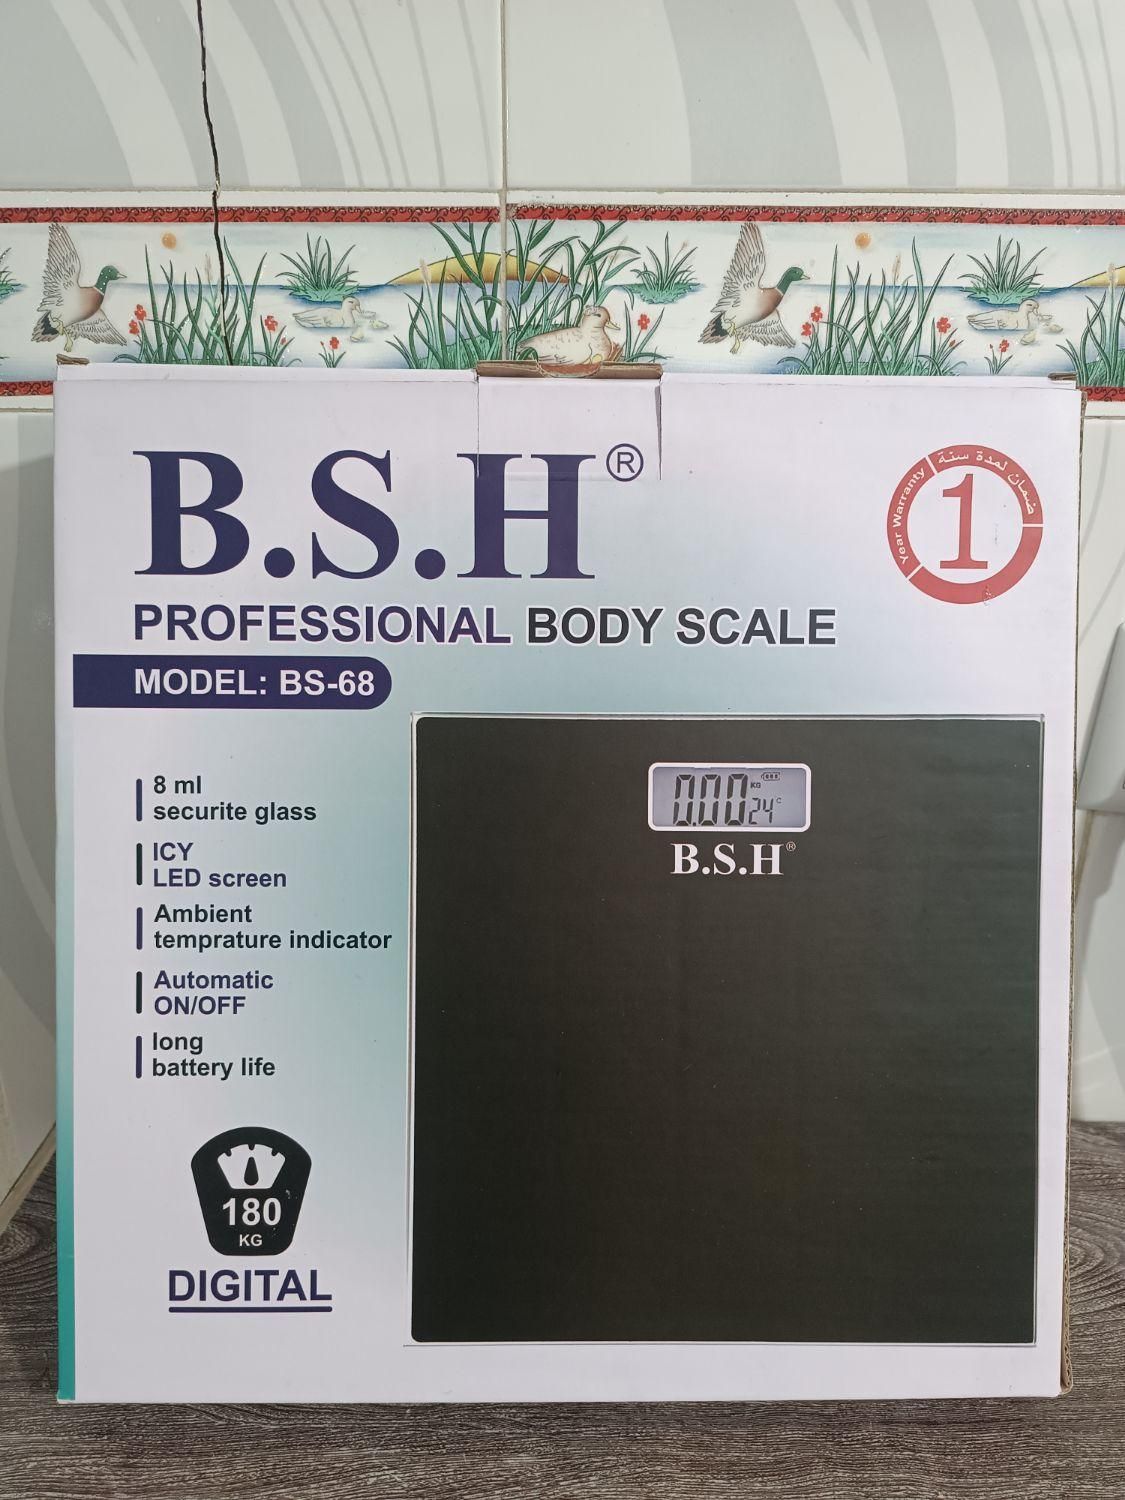 B.S.H®
PROFESSIONAL BODY SCALE
MODEL: BS-68
1
Year Warranty
ضمان لمدة سنة
8 ml
securite glass
ICY
LED screen
Ambient
temprature indicator
Automatic
ON/OFF
long
battery life
180
KG
DIGITAL
0.00 KG
24°C
B.S.H®